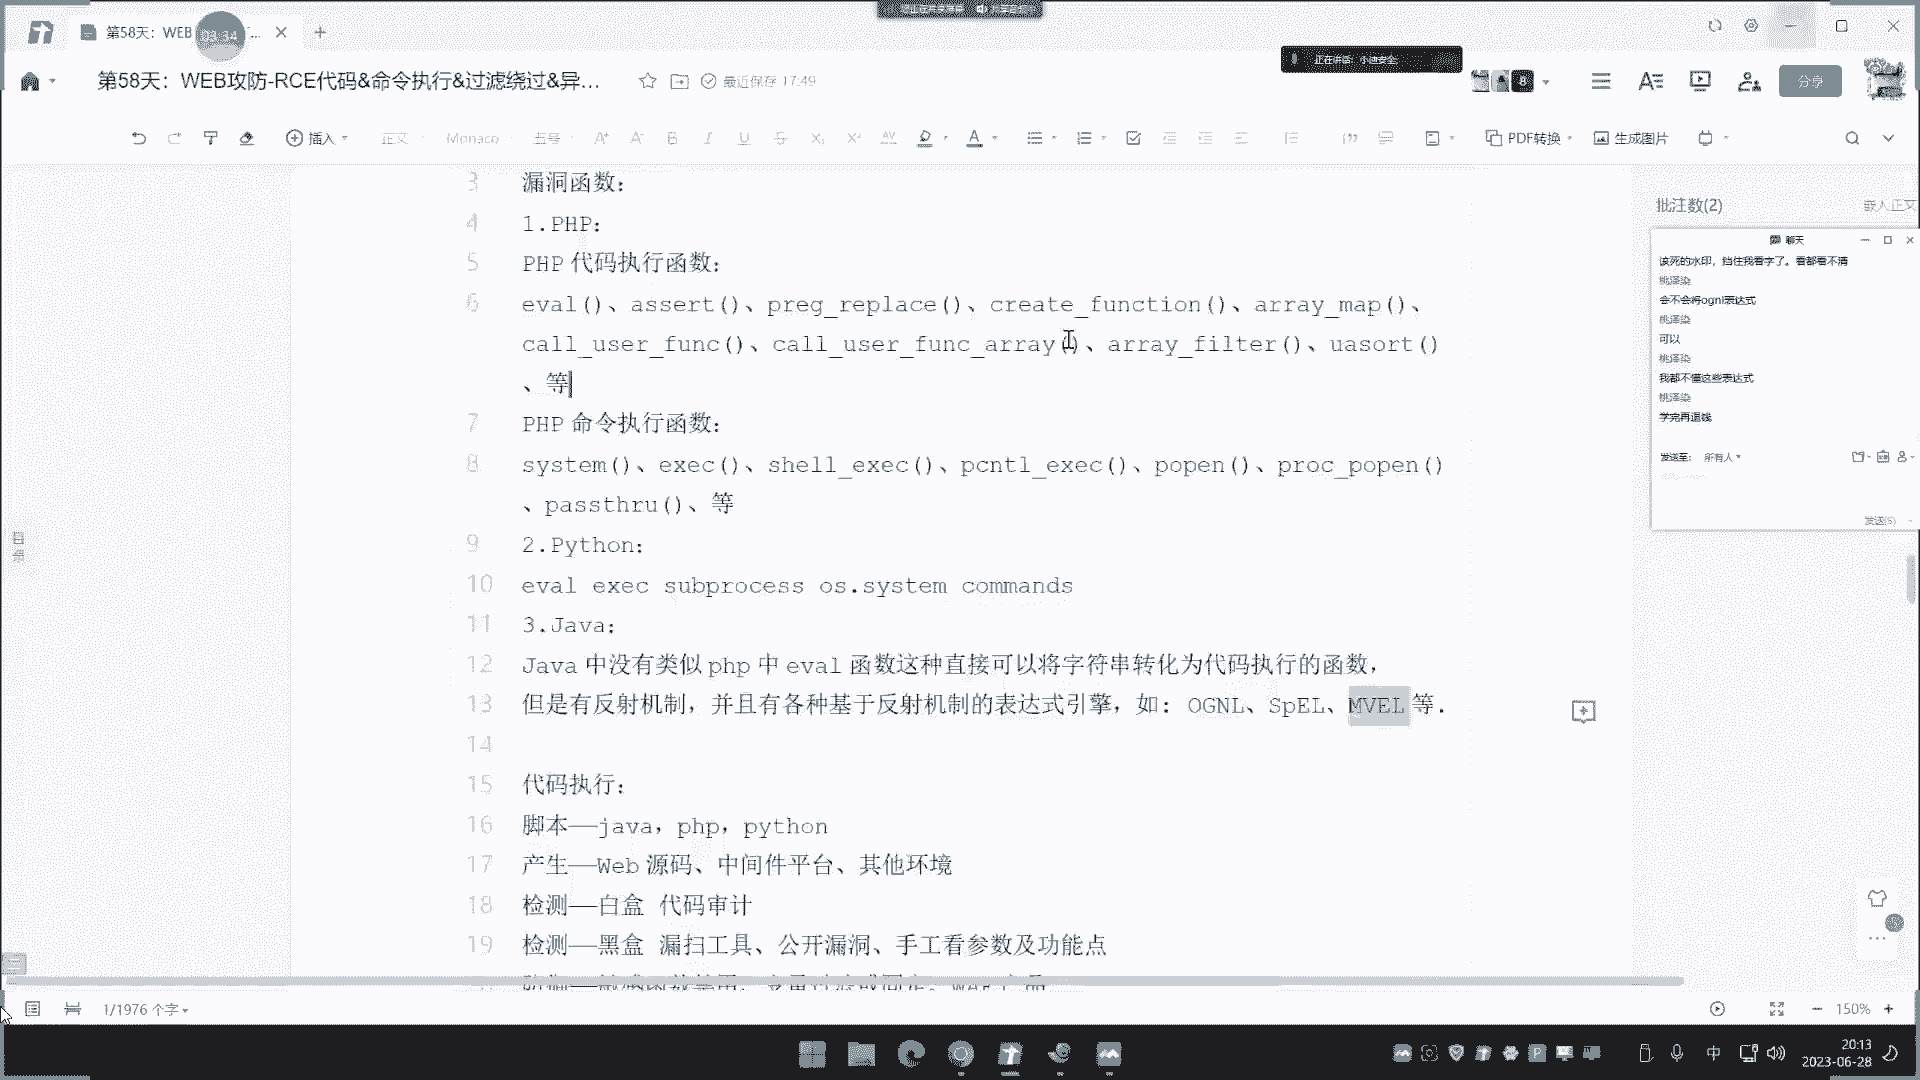 第58天：WEB
03:34
...
正在讲话：小迪安全
第58天：WEB攻防-RCE代码&命令执行&过滤绕过&异...
最近保存 17:49
8
分享
插入
正文
Monaco
五号
PDF转换
生成图片
3 漏洞函数：
4 1.PHP：
5 PHP 代码执行函数：
6 eval()、assert()、preg_replace()、create_function()、array_map()、
call_user_func()、call_user_func_array()、array_filter()、uasort()
、等
7 PHP 命令执行函数：
8 system()、exec()、shell_exec()、pcntl_exec()、popen()、proc_popen()
、passthru()、等
9 2.Python：
10 eval exec subprocess os.system commands
11 3.Java：
12 Java 中没有类似 php 中 eval 函数这种直接可以将字符串转化为代码执行的函数，
13 但是有反射机制，并且有各种基于反射机制的表达式引擎，如：OGNL、SpEL、MVEL 等.
14
15 代码执行：
16 脚本——java，php，python
17 产生——Web 源码、中间件平台、其他环境
18 检测——白盒 代码审计
19 检测——黑盒 漏扫工具、公开漏洞、手工看参数及功能点
批注数(2)
嵌入正文
聊天
该死的水印，挡住我看字了。看都看不清
桃泽染
会不会将ognl表达式
桃泽染
可以
桃泽染
我都不懂这些表达式
桃泽染
学完再退钱
发送至：所有人
发送(S)
目录
1/1976 个字
150%
中
20:13
2023-06-28